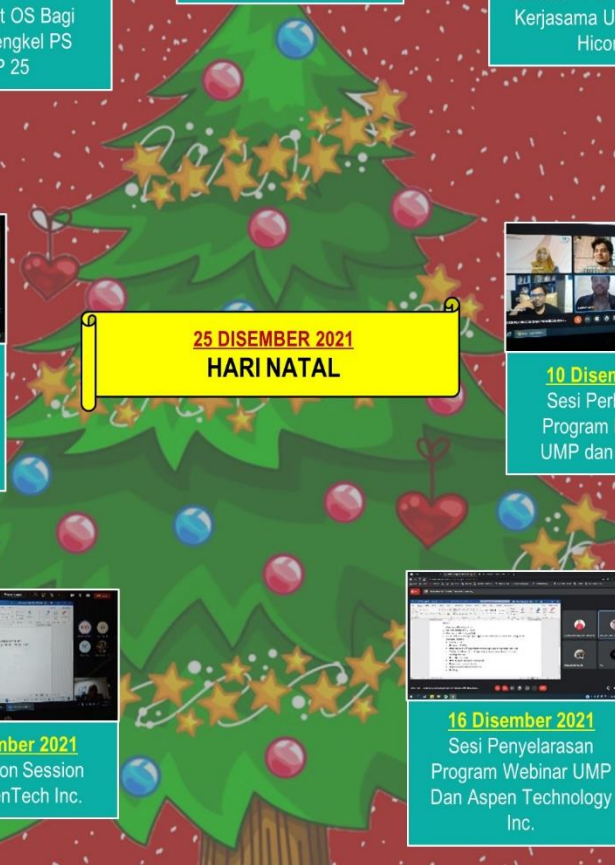 t OS Bagi
engkel PS
P 25
Kerjasama U
Hicor
25 DISEMBER 2021
HARI NATAL
10 Disem
Sesi Perl
Program
UMP dan
mber 2021
on Session
enTech Inc.
16 Disember 2021
Sesi Penyelarasan
Program Webinar UMP
Dan Aspen Technology
Inc.